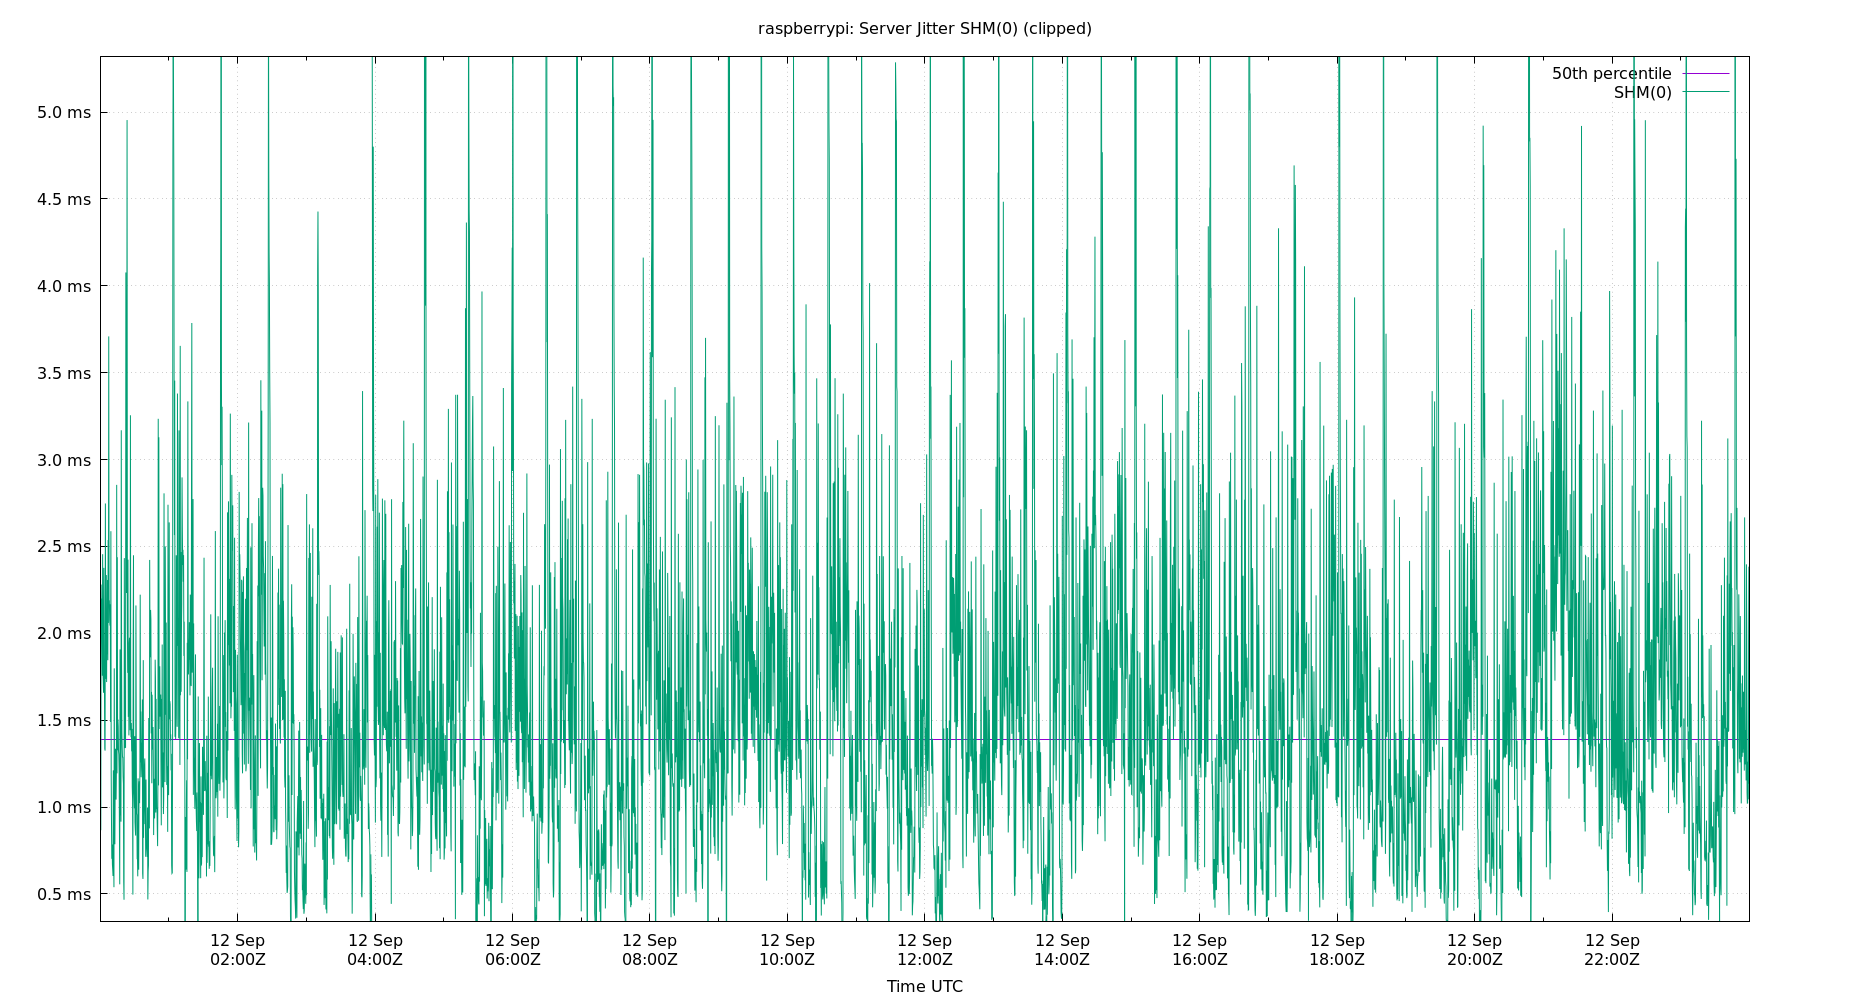 raspberrypi: Server Jitter SHM(0) (clipped)
50th percentile
SHM(0)
5.0 ms
4.5 ms
4.0 ms
3.5 ms
3.0 ms
2.5 ms
2.0 ms
1.5 ms
1.0 ms
0.5 ms
12 Sep 12 Sep 12 Sep 12 Sep 12 Sep 12 Sep 12 Sep 12 Sep 12 Sep 12 Sep 12 Sep
02:00Z 04:00Z 06:00Z 08:00Z 10:00Z 12:00Z 14:00Z 16:00Z 18:00Z 20:00Z 22:00Z
Time UTC